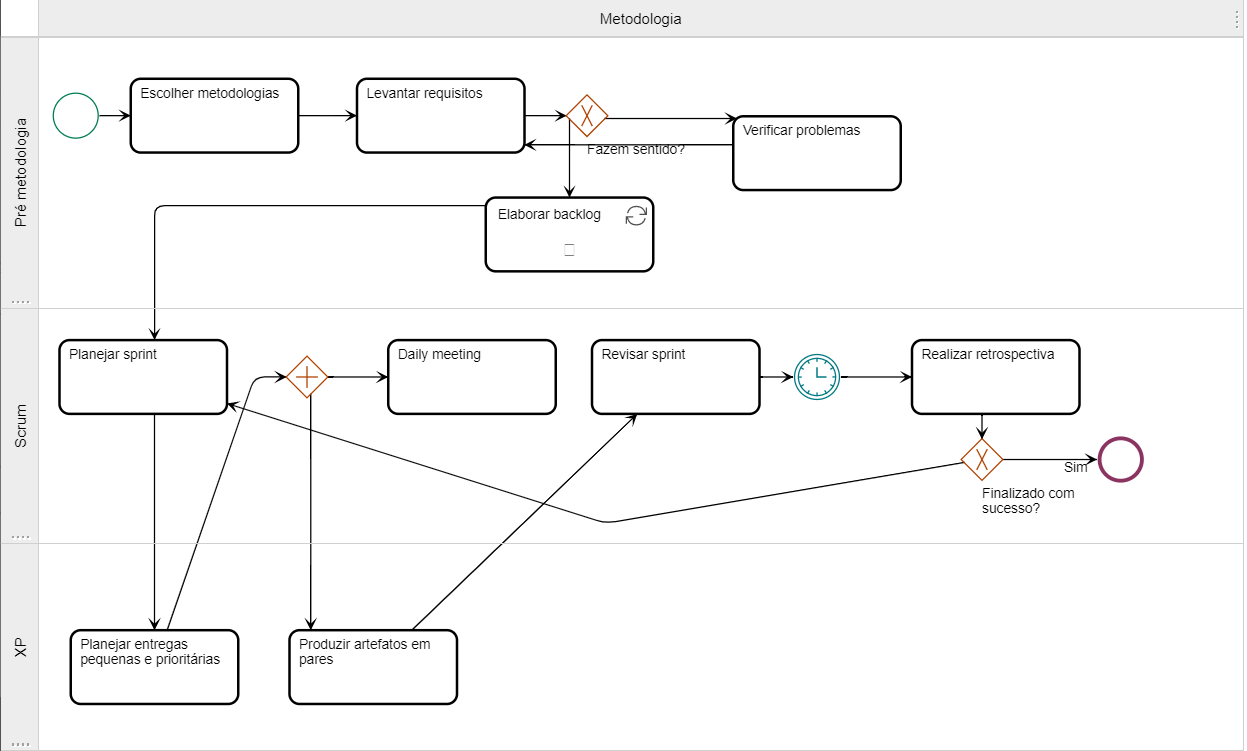 Metodologia
Pré metodologia
Escolher metodologias
Levantar requisitos
Fazem sentido?
Verificar problemas
Elaborar backlog
Scrum
Planejar sprint
Daily meeting
Revisar sprint
Realizar retrospectiva
Sim
Finalizado com
sucesso?
XP
Planejar entregas
pequenas e prioritárias
Produzir artefatos em
pares